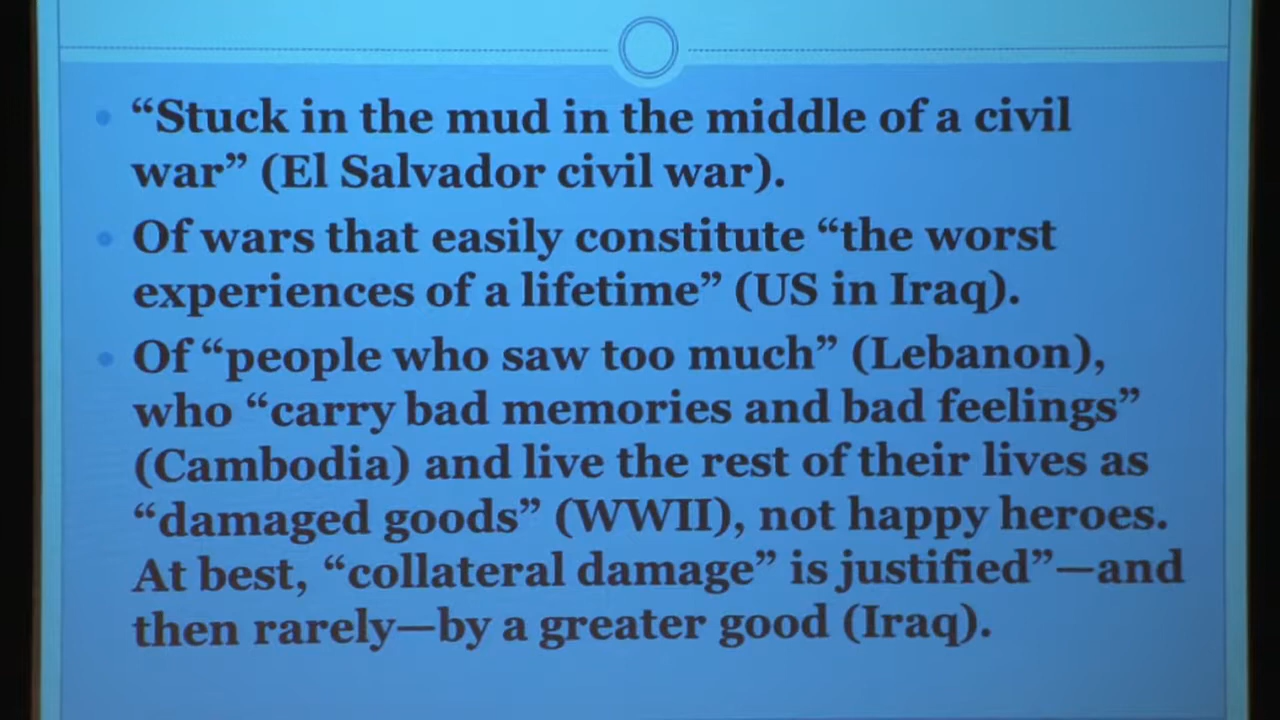 • “Stuck in the mud in the middle of a civil
war” (El Salvador civil war).
• Of wars that easily constitute “the worst
experiences of a lifetime” (US in Iraq).
• Of “people who saw too much” (Lebanon),
who “carry bad memories and bad feelings”
(Cambodia) and live the rest of their lives as
“damaged goods” (WWII), not happy heroes.
At best, “collateral damage” is justified”—and
then rarely—by a greater good (Iraq).